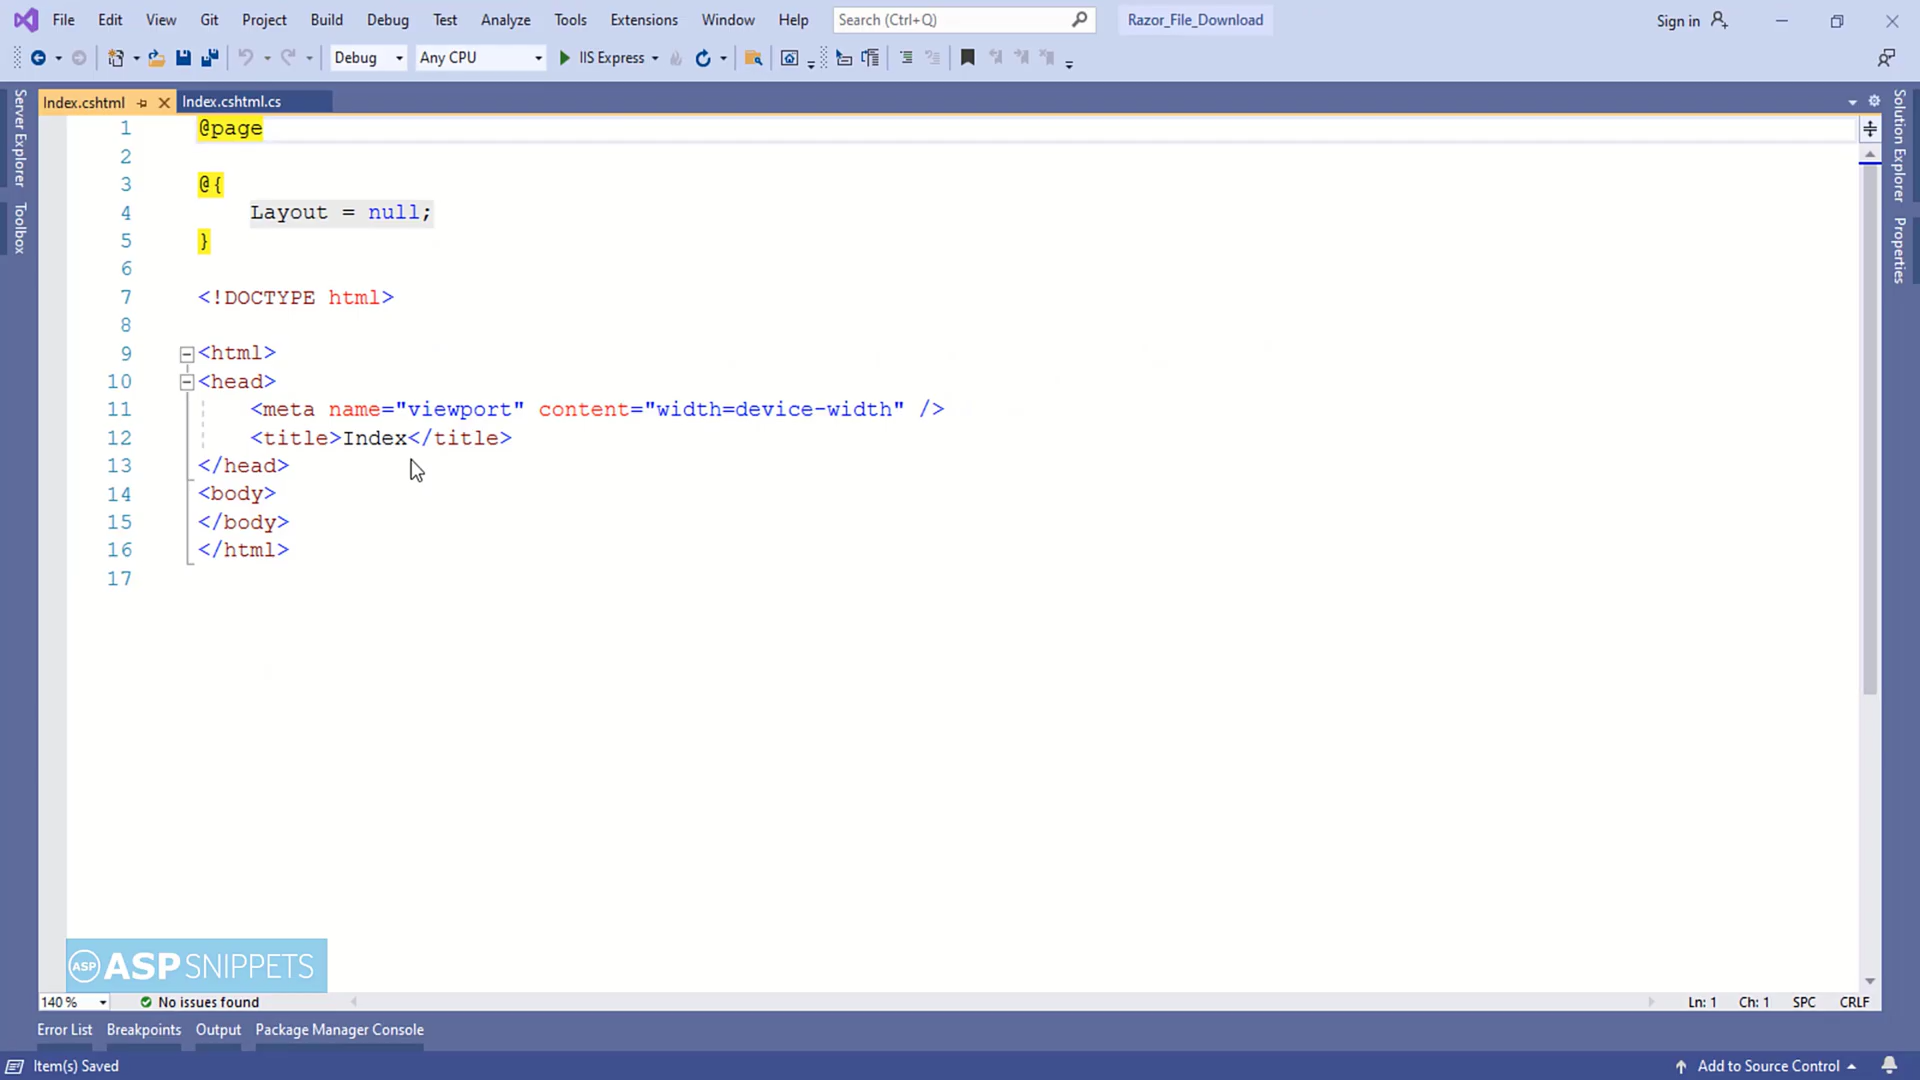 File Edit View Git Project Build Debug Test Analyze Tools Extensions Window Help Search (Ctrl+Q) Razor_File_Download Sign in
Debug Any CPU IIS Express
Index.cshtml Index.cshtml.cs
Server Explorer
Toolbox
Solution Explorer
Properties
1 @page
2
3 @{
4 Layout = null;
5 }
6
7 <!DOCTYPE html>
8
9 <html>
10 <head>
11 <meta name="viewport" content="width=device-width" />
12 <title>Index</title>
13 </head>
14 <body>
15 </body>
16 </html>
17
ASP ASPSNIPPETS
140 % No issues found Ln: 1 Ch: 1 SPC CRLF
Error List Breakpoints Output Package Manager Console
Item(s) Saved Add to Source Control